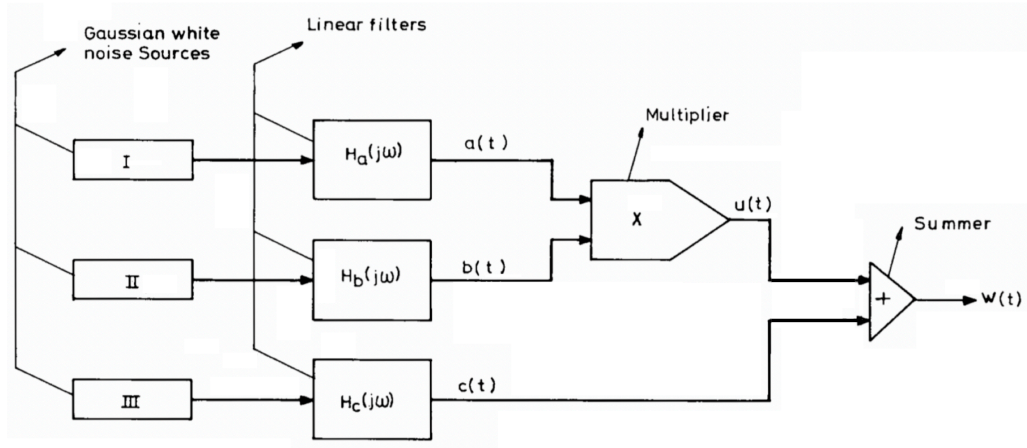 Gaussian white
noise Sources
Linear filters
I
Ha(jω)
a(t)
Multiplier
X
u(t)
Summer
II
Hb(jω)
b(t)
+
W(t)
III
Hc(jω)
c(t)